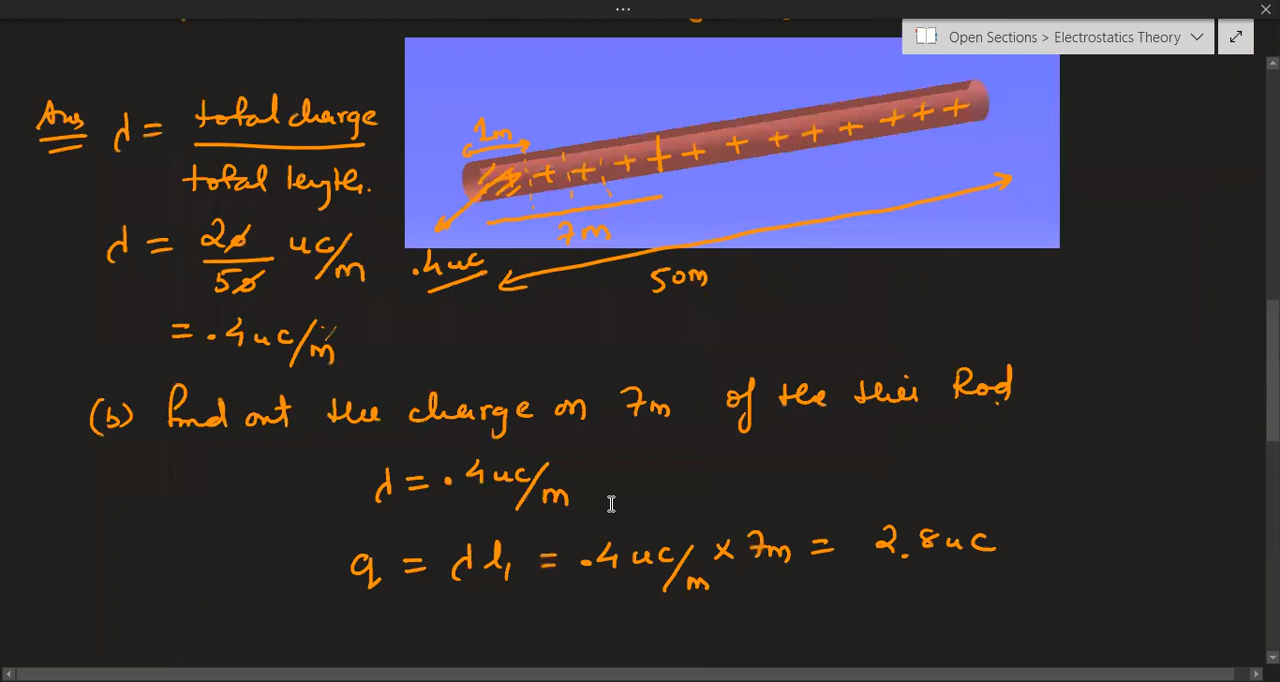 Open Sections > Electrostatics Theory
Ans λ = total charge
total length.
1m
7m
.4uc
50m
λ = 20/50 uc/m
= .4uc/m
(b) Find out the charge on 7m of the this Rod
λ = .4uc/m
q = λl₁ = .4uc/m × 7m = 2.8uc